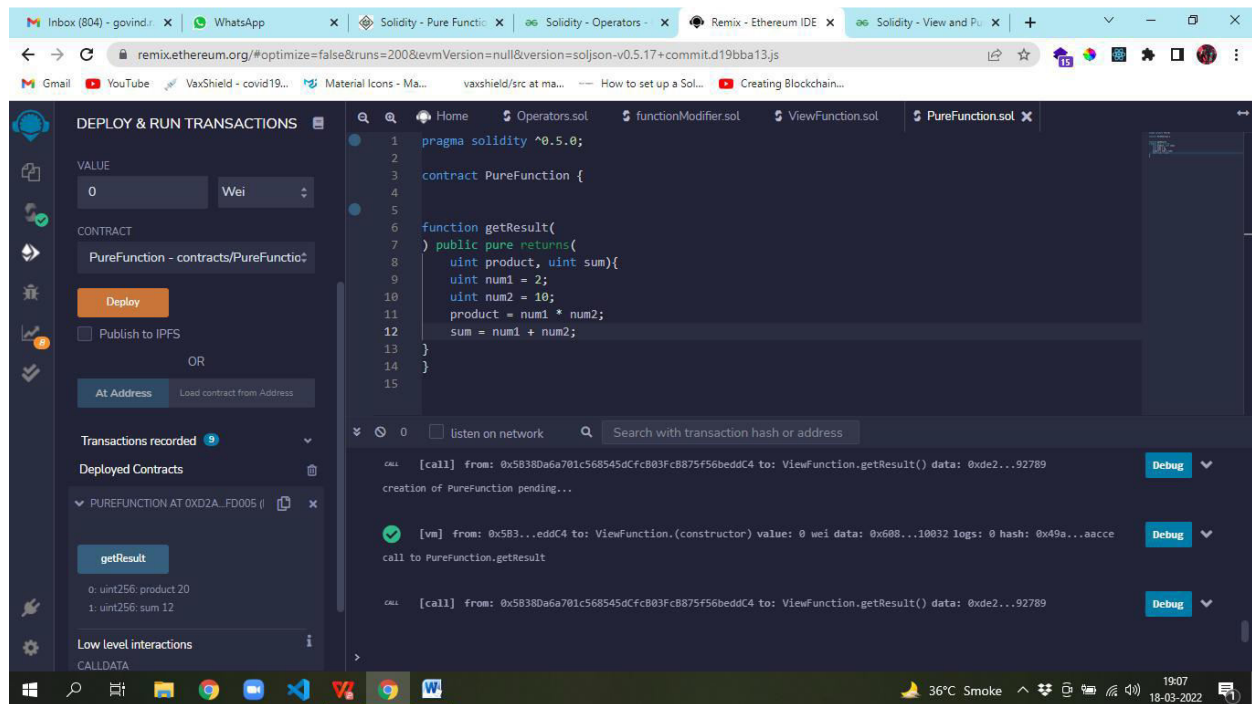 Inbox (804) - govind.r
WhatsApp
Solidity - Pure Functio
Solidity - Operators -
Remix - Ethereum IDE
Solidity - View and Pu
remix.ethereum.org/#optimize=false&runs=200&evmVersion=null&version=soljson-v0.5.17+commit.d19bba13.js
15
Gmail
YouTube
VaxShield - covid19...
Material Icons - Ma...
vaxshield/src at ma...
How to set up a Sol...
Creating Blockchain...
DEPLOY & RUN TRANSACTIONS
VALUE
0
Wei
CONTRACT
PureFunction - contracts/PureFunctio
Deploy
Publish to IPFS
OR
At Address
Load contract from Address
Transactions recorded 9
Deployed Contracts
PUREFUNCTION AT 0XD2A...FD005 (
getResult
0: uint256: product 20
1: uint256: sum 12
Low level interactions
i
CALLDATA
8
Home
Operators.sol
functionModifier.sol
ViewFunction.sol
PureFunction.sol
1 pragma solidity ^0.5.0;
2
3 contract PureFunction {
4
5
6 function getResult(
7 ) public pure returns(
8 uint product, uint sum){
9 uint num1 = 2;
10 uint num2 = 10;
11 product = num1 * num2;
12 sum = num1 + num2;
13 }
14 }
15
0
listen on network
Search with transaction hash or address
CALL [call] from: 0x5B38Da6a701c568545dCfcB03FcB875f56beddC4 to: ViewFunction.getResult() data: 0xde2...92789
Debug
creation of PureFunction pending...
[vm] from: 0x5B3...eddC4 to: ViewFunction.(constructor) value: 0 wei data: 0x608...10032 logs: 0 hash: 0x49a...aacce
Debug
call to PureFunction.getResult
CALL [call] from: 0x5B38Da6a701c568545dCfcB03FcB875f56beddC4 to: ViewFunction.getResult() data: 0xde2...92789
Debug
>
36°C Smoke
19:07
18-03-2022